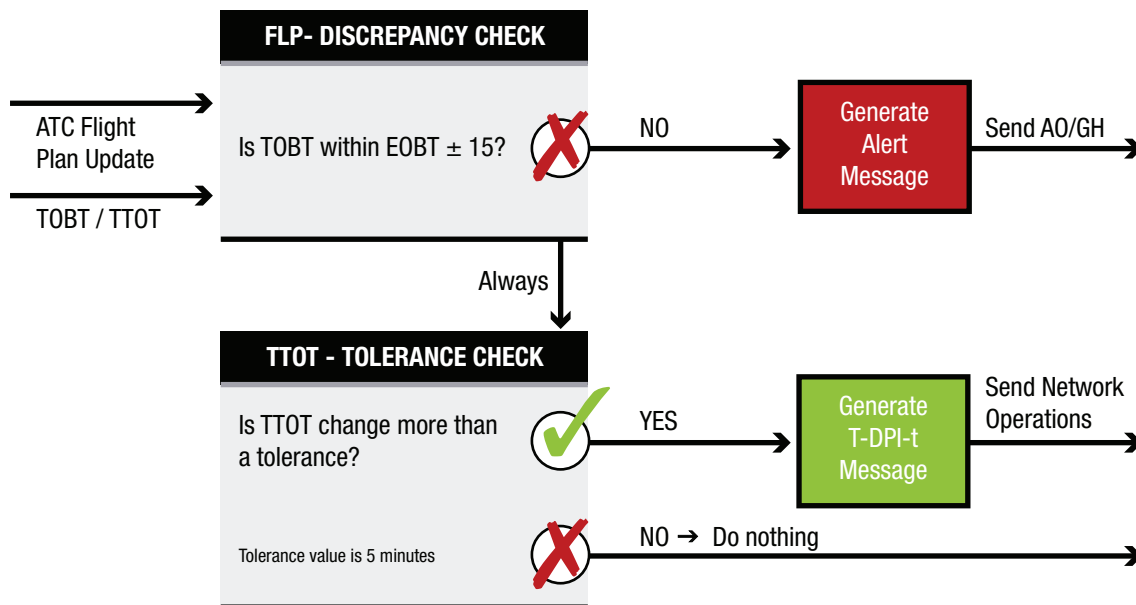 FLP- DISCREPANCY CHECK
ATC Flight
Plan Update
TOBT / TTOT
Is TOBT within EOBT ± 15?
NO
Generate
Alert
Message
Send AO/GH
Always
TTOT - TOLERANCE CHECK
Is TTOT change more than
a tolerance?
YES
Generate
T-DPI-t
Message
Send Network
Operations
Tolerance value is 5 minutes
NO → Do nothing